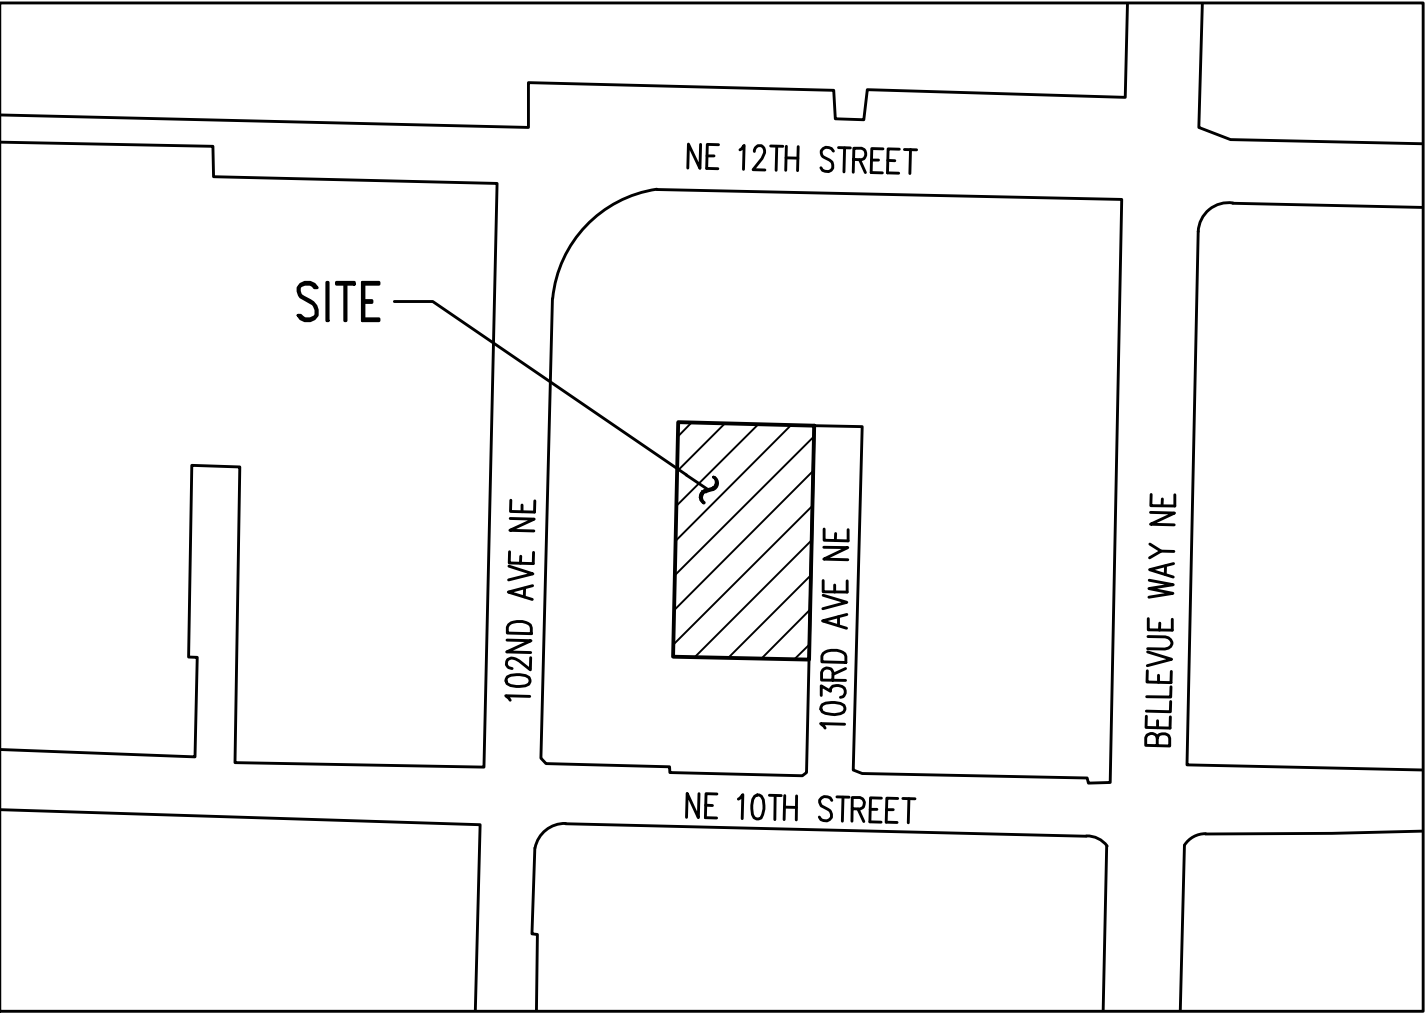 NE 12TH STREET
SITE
102ND AVE NE
103RD AVE NE
BELLEVUE WAY NE
NE 10TH STREET